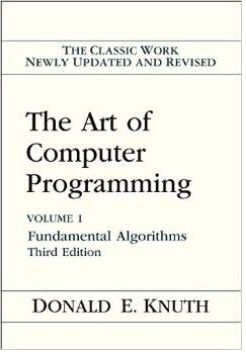 THE CLASSIC WORK
NEWLY UPDATED AND REVISED
The Art of
Computer
Programming
VOLUME 1
Fundamental Algorithms
Third Edition
DONALD E. KNUTH